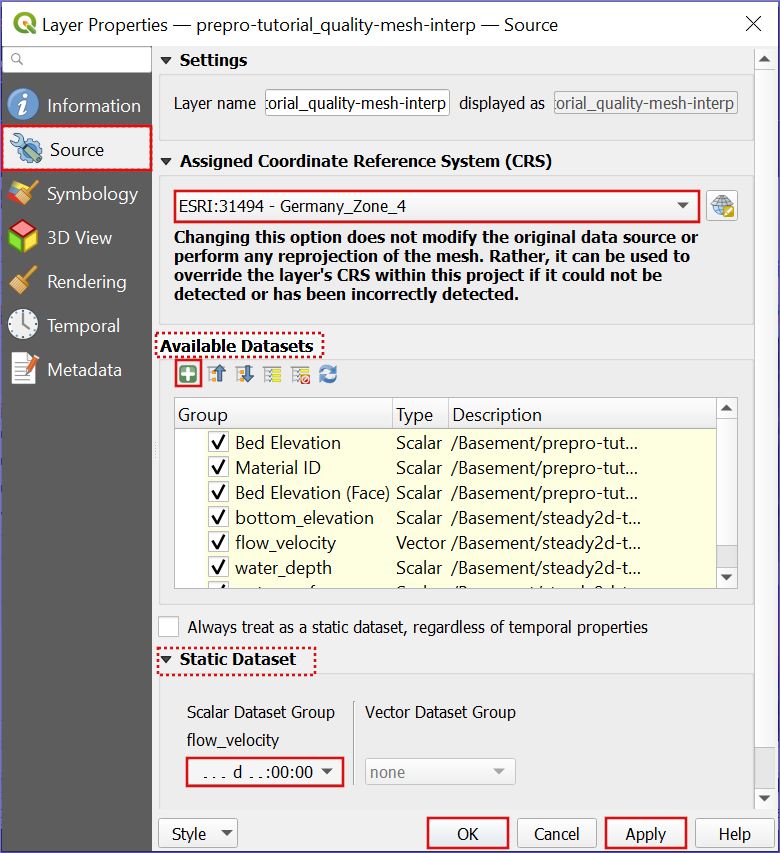 Layer Properties — prepro-tutorial_quality-mesh-interp — Source
Information
Source
Symbology
3D View
Rendering
Temporal
Metadata
Settings
Layer name :orial_quality-mesh-interp displayed as :orial_quality-mesh-interp
Assigned Coordinate Reference System (CRS)
ESRI:31494 - Germany_Zone_4
Changing this option does not modify the original data source or
perform any reprojection of the mesh. Rather, it can be used to
override the layer's CRS within this project if it could not be
detected or has been incorrectly detected.
Available Datasets
Group Type Description
Bed Elevation Scalar /Basement/prepro-tut...
Material ID Scalar /Basement/prepro-tut...
Bed Elevation (Face) Scalar /Basement/prepro-tut...
bottom_elevation Scalar /Basement/steady2d-t...
flow_velocity Vector /Basement/steady2d-t...
water_depth Scalar /Basement/steady2d-t...
Always treat as a static dataset, regardless of temporal properties
Static Dataset
Scalar Dataset Group Vector Dataset Group
flow_velocity
. . . d . .:00:00 none
Style OK Cancel Apply Help